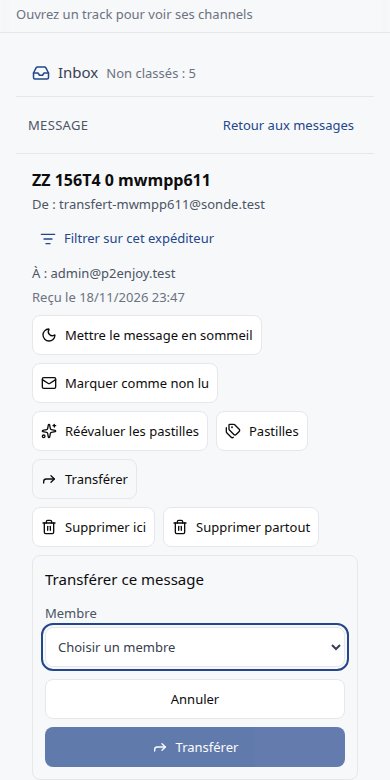 Ouvrez un track pour voir ses channels
Inbox Non classés : 5
MESSAGE Retour aux messages
ZZ 156T4 0 mwmpp611
De : transfert-mwmpp611@sonde.test
Filtrer sur cet expéditeur
À : admin@p2enjoy.test
Reçu le 18/11/2026 23:47
Mettre le message en sommeil
Marquer comme non lu
Réévaluer les pastilles Pastilles
Transférer
Supprimer ici Supprimer partout
Transférer ce message
Membre
Choisir un membre
Annuler
Transférer